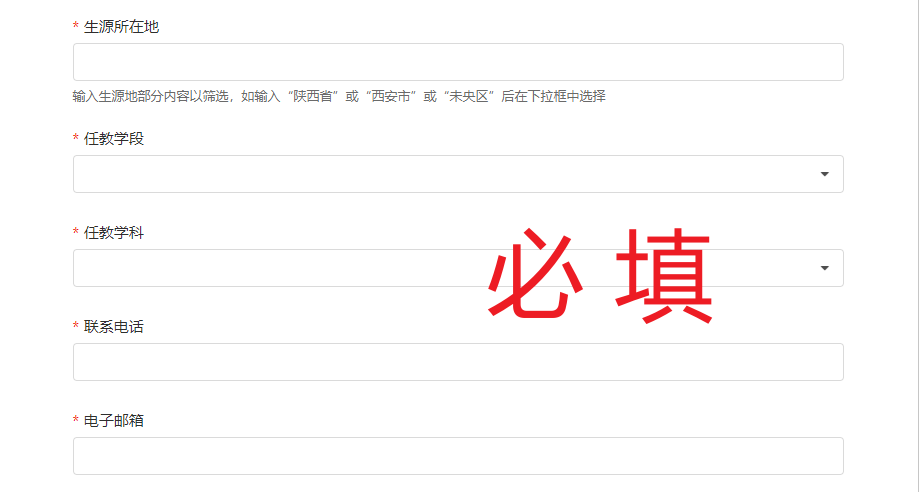 * 生源所在地
输入生源地部分内容以筛选，如输入“陕西省”或“西安市”或“未央区”后在下拉框中选择
* 任教学段
* 任教学科
必填
* 联系电话
* 电子邮箱